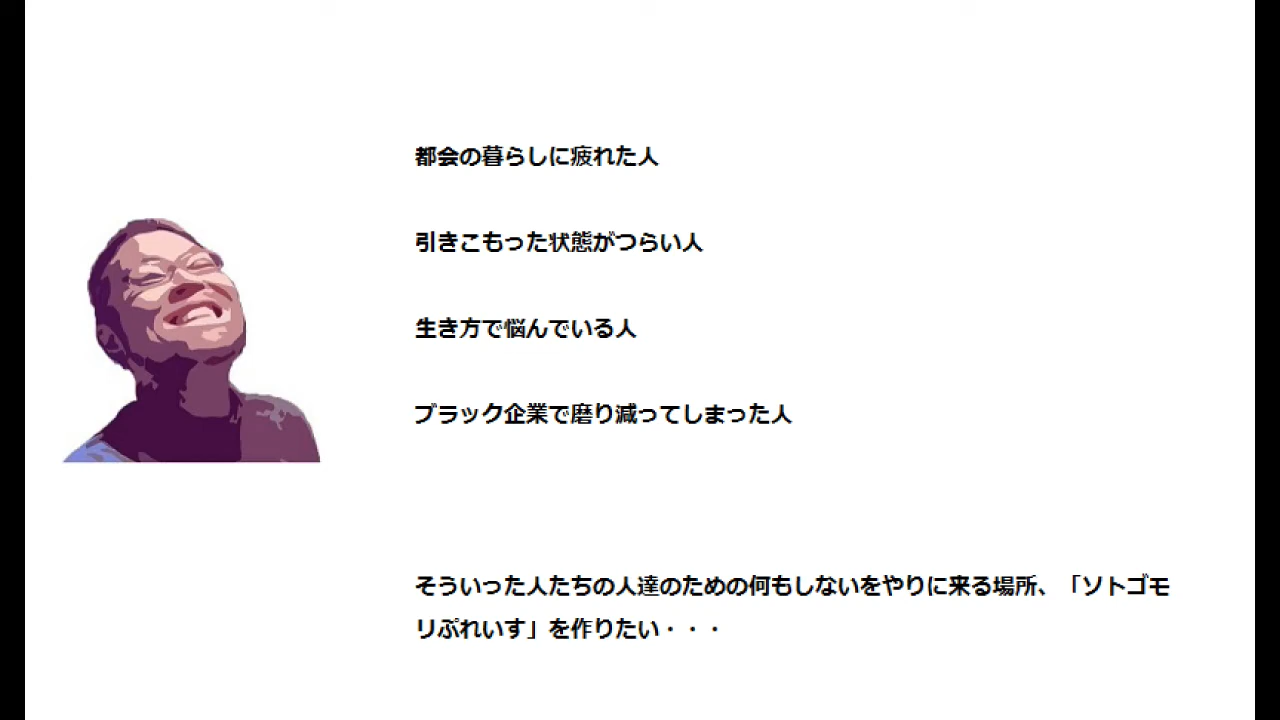 都会の暮らしに疲れた人
引きこもった状態がつらい人
生き方で悩んでいる人
ブラック企業で磨り減ってしまった人
そういった人たちの人達のための何もしないをやりに来る場所、「ソトゴモ
リぷれいす」を作りたい・・・